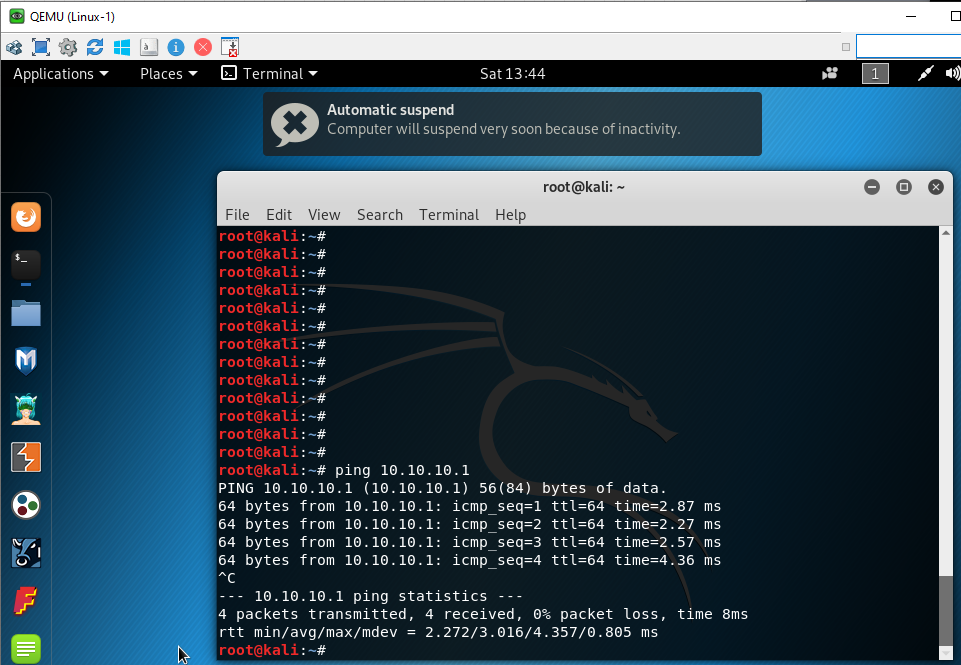 QEMU (Linux-1)
Applications Places Terminal Sat 13:44 1
Automatic suspend
Computer will suspend very soon because of inactivity.
root@kali: ~
File Edit View Search Terminal Help
root@kali:~#
root@kali:~#
root@kali:~#
root@kali:~#
root@kali:~#
root@kali:~#
root@kali:~#
root@kali:~#
root@kali:~#
root@kali:~#
root@kali:~#
root@kali:~#
root@kali:~#
root@kali:~# ping 10.10.10.1
PING 10.10.10.1 (10.10.10.1) 56(84) bytes of data.
64 bytes from 10.10.10.1: icmp_seq=1 ttl=64 time=2.87 ms
64 bytes from 10.10.10.1: icmp_seq=2 ttl=64 time=2.27 ms
64 bytes from 10.10.10.1: icmp_seq=3 ttl=64 time=2.57 ms
64 bytes from 10.10.10.1: icmp_seq=4 ttl=64 time=4.36 ms
^C
--- 10.10.10.1 ping statistics ---
4 packets transmitted, 4 received, 0% packet loss, time 8ms
rtt min/avg/max/mdev = 2.272/3.016/4.357/0.805 ms
root@kali:~#